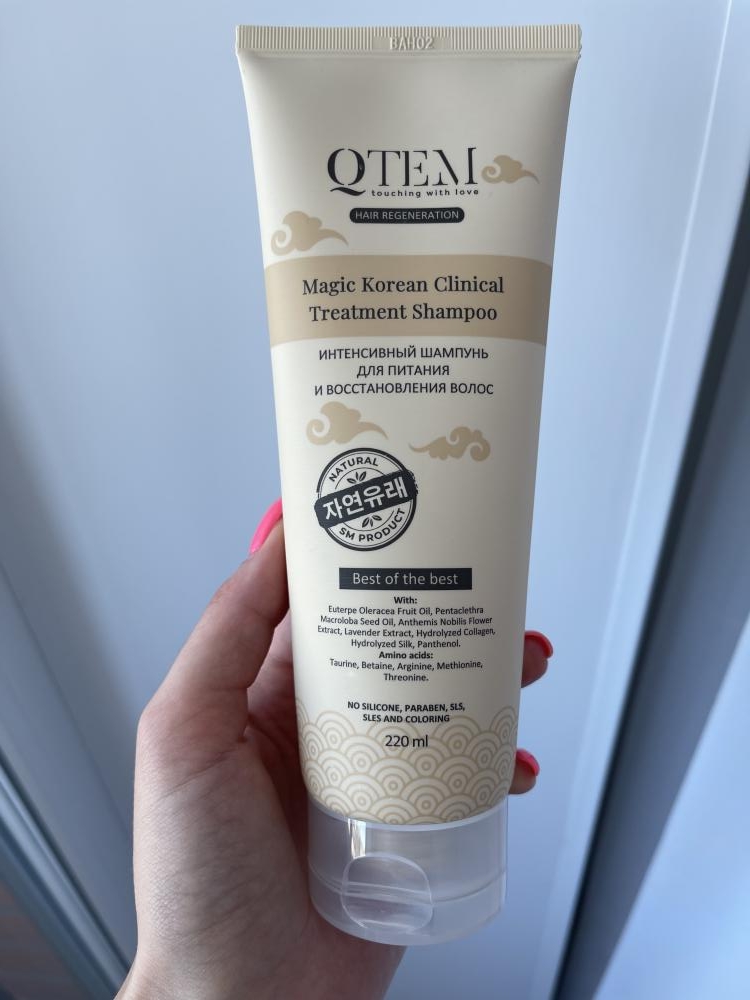 BAH02
QTEM
touching with love
HAIR REGENERATION
Magic Korean Clinical
Treatment Shampoo
ИНТЕНСИВНЫЙ ШАМПУНЬ
ДЛЯ ПИТАНИЯ
И ВОССТАНОВЛЕНИЯ ВОЛОС
NATURAL
자연유래
SM PRODUCT
Best of the best
With:
Euterpe Oleracea Fruit Oil, Pentaclethra
Macroloba Seed Oil, Anthemis Nobilis Flower
Extract, Lavender Extract, Hydrolyzed Collagen,
Hydrolyzed Silk, Panthenol.
Amino acids:
Taurine, Betaine, Arginine, Methionine,
Threonine.
NO SILICONE, PARABEN, SLS,
SLES AND COLORING
220 ml